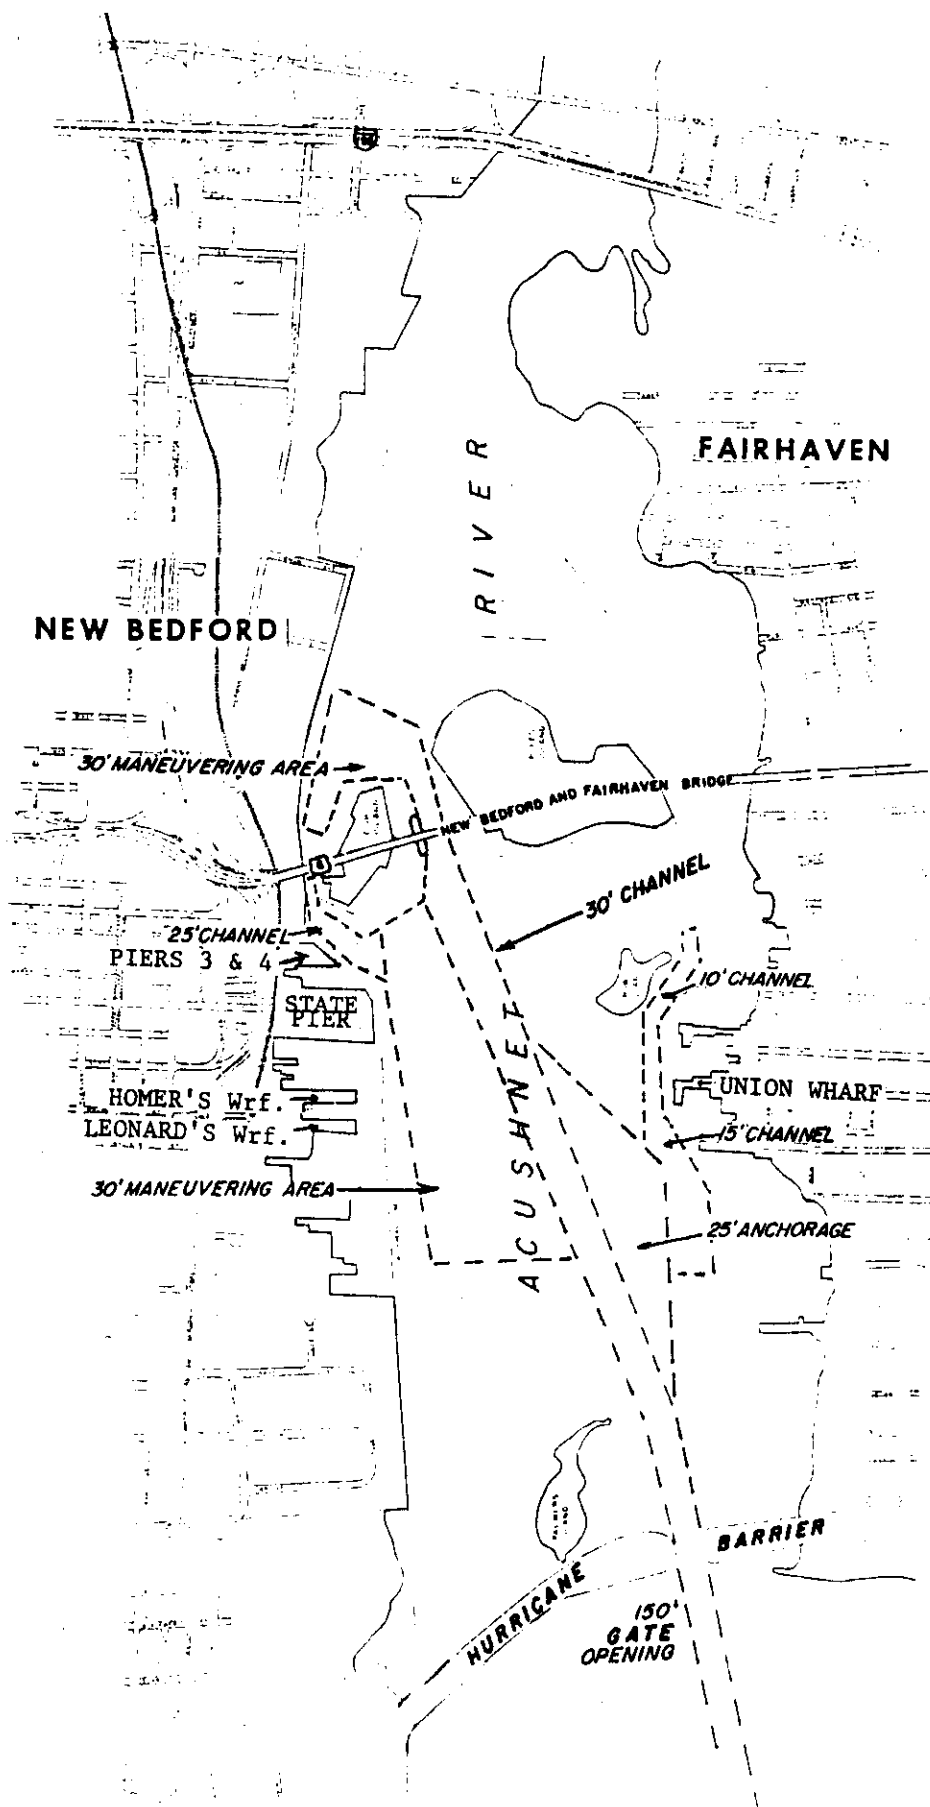 FAIRHAVEN
RIVER
NEW BEDFORD
30' MANEUVERING AREA
NEW BEDFORD AND FAIRHAVEN BRIDGE
6
30' CHANNEL
25' CHANNEL
PIERS 3 & 4
10' CHANNEL
STATE
PIER
ACUSHNET
HOMER'S Wrf.
UNION WHARF
LEONARD'S Wrf.
15' CHANNEL
30' MANEUVERING AREA
25' ANCHORAGE
PALMERS
HURRICANE
BARRIER
150'
GATE
OPENING